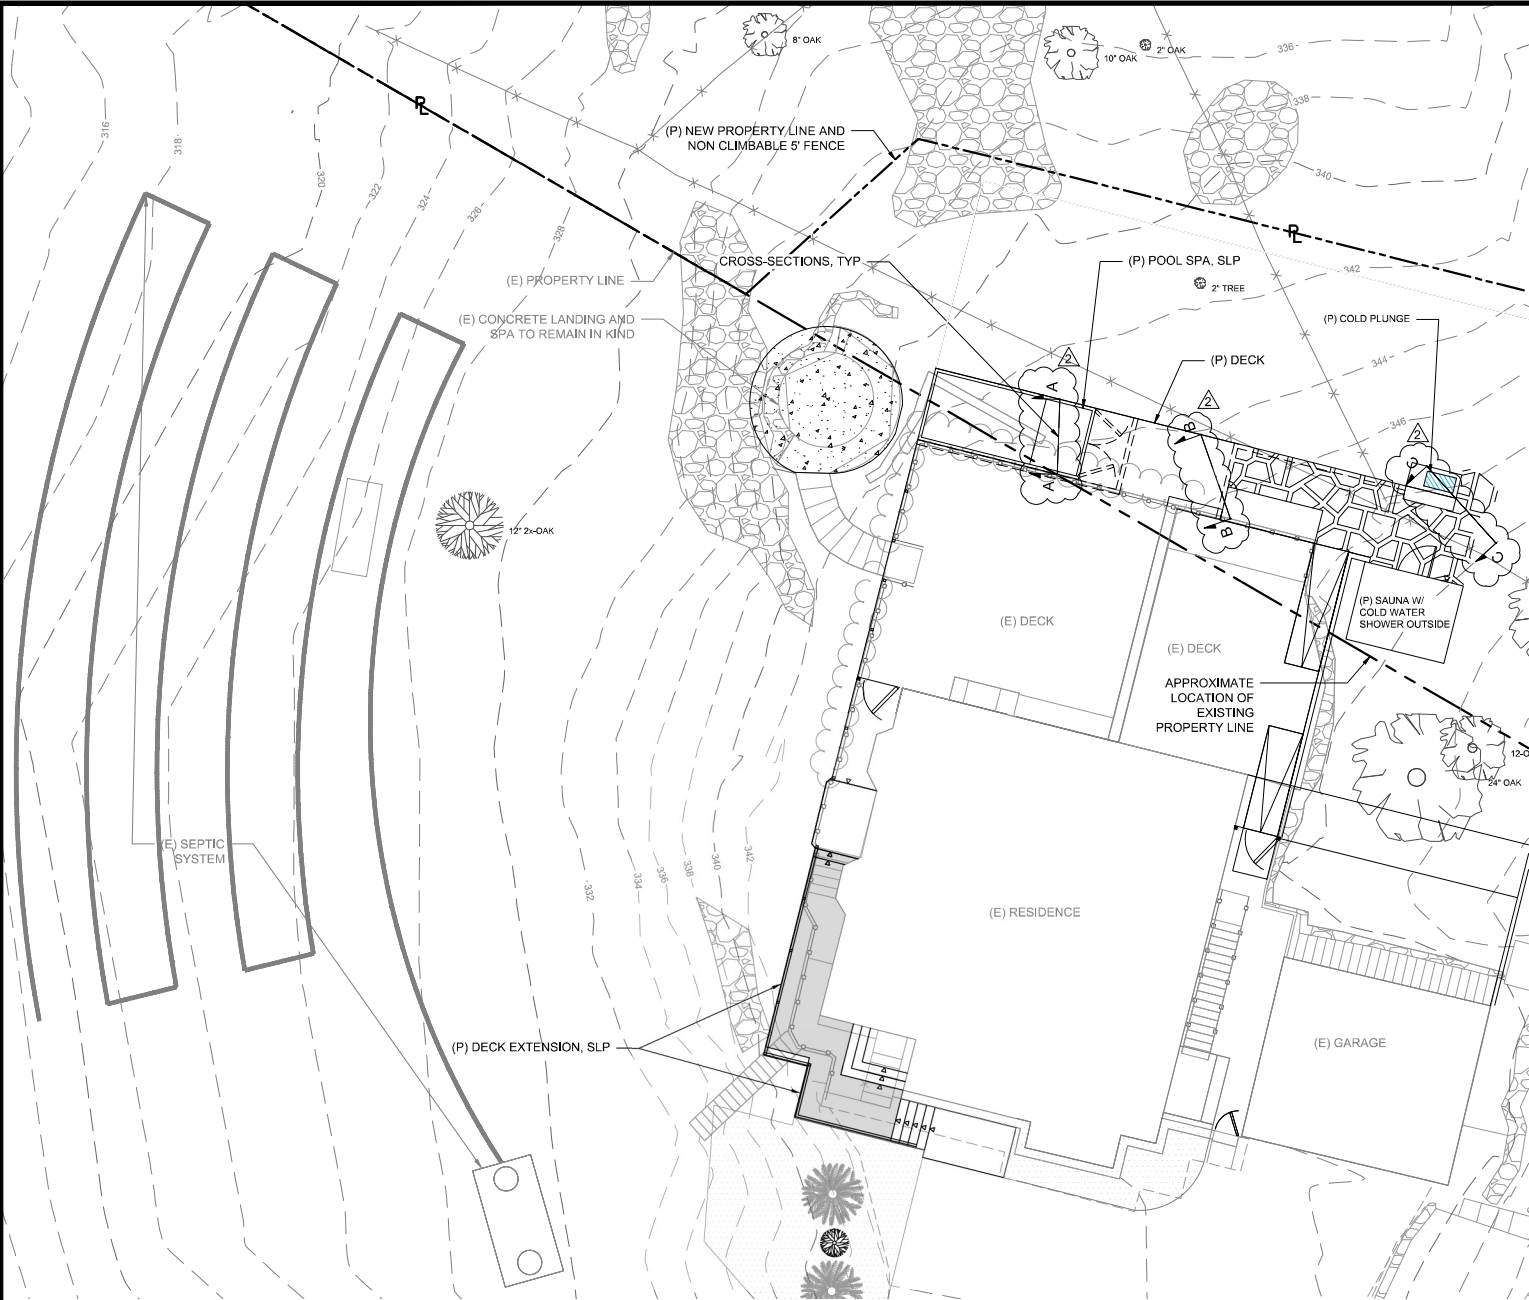 8" OAK
10" OAK
2" OAK
336
338
340
342
344
346
PL
(P) NEW PROPERTY LINE AND
NON CLIMBABLE 5' FENCE
PL
316
318
320
322
324
326
328
CROSS-SECTIONS, TYP
(P) POOL SPA, SLP
2" TREE
(E) PROPERTY LINE
(E) CONCRETE LANDING AND
SPA TO REMAIN IN KIND
(P) COLD PLUNGE
(P) DECK
2
2
2
A
A
B
B
C
C
12" 2x-OAK
(P) SAUNA W/
COLD WATER
SHOWER OUTSIDE
(E) DECK
(E) DECK
APPROXIMATE
LOCATION OF
EXISTING
PROPERTY LINE
12-O
24" OAK
(E) SEPTIC
SYSTEM
332
334
336
338
340
342
(E) RESIDENCE
(P) DECK EXTENSION, SLP
(E) GARAGE